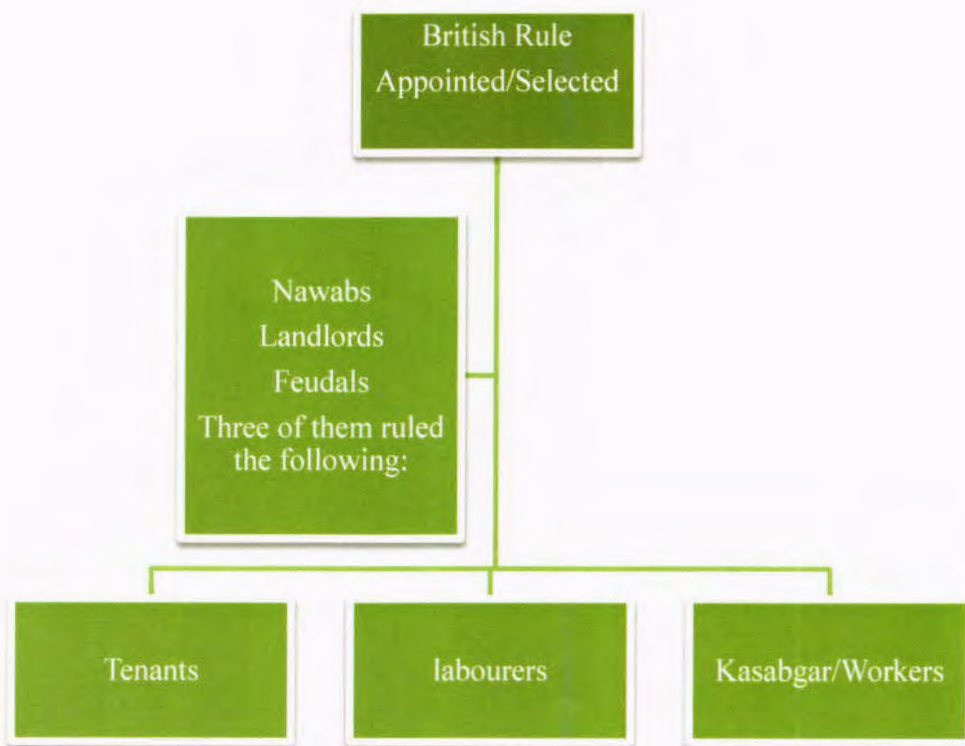 British Rule
Appointed/Selected
Nawabs
Landlords
Feudals
Three of them ruled
the following:
Tenants
labourers
Kasabgar/Workers